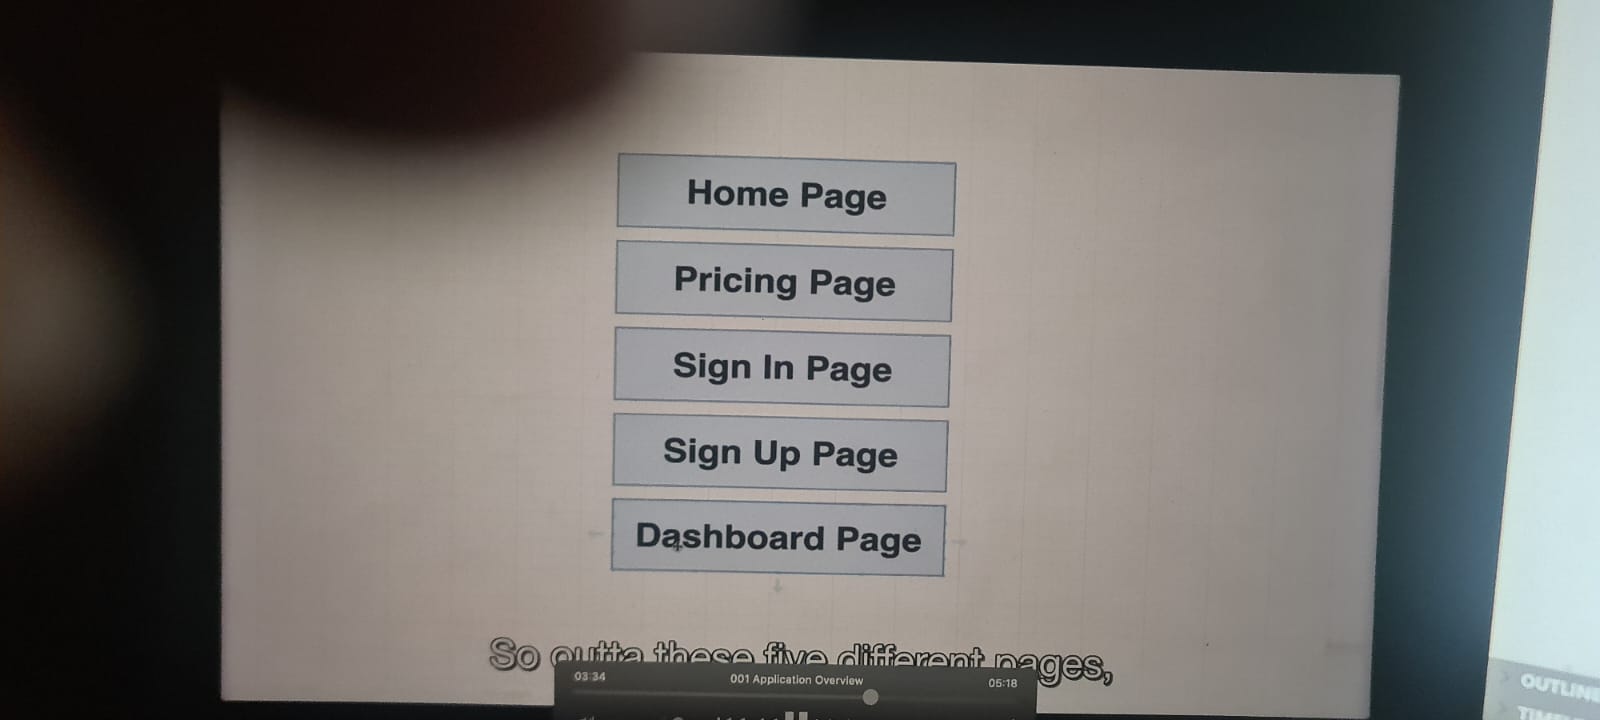 Home Page
Pricing Page
Sign In Page
Sign Up Page
Dashboard Page
So outta these five different pages,
03:34
001 Application Overview
05:18
OUTLINE